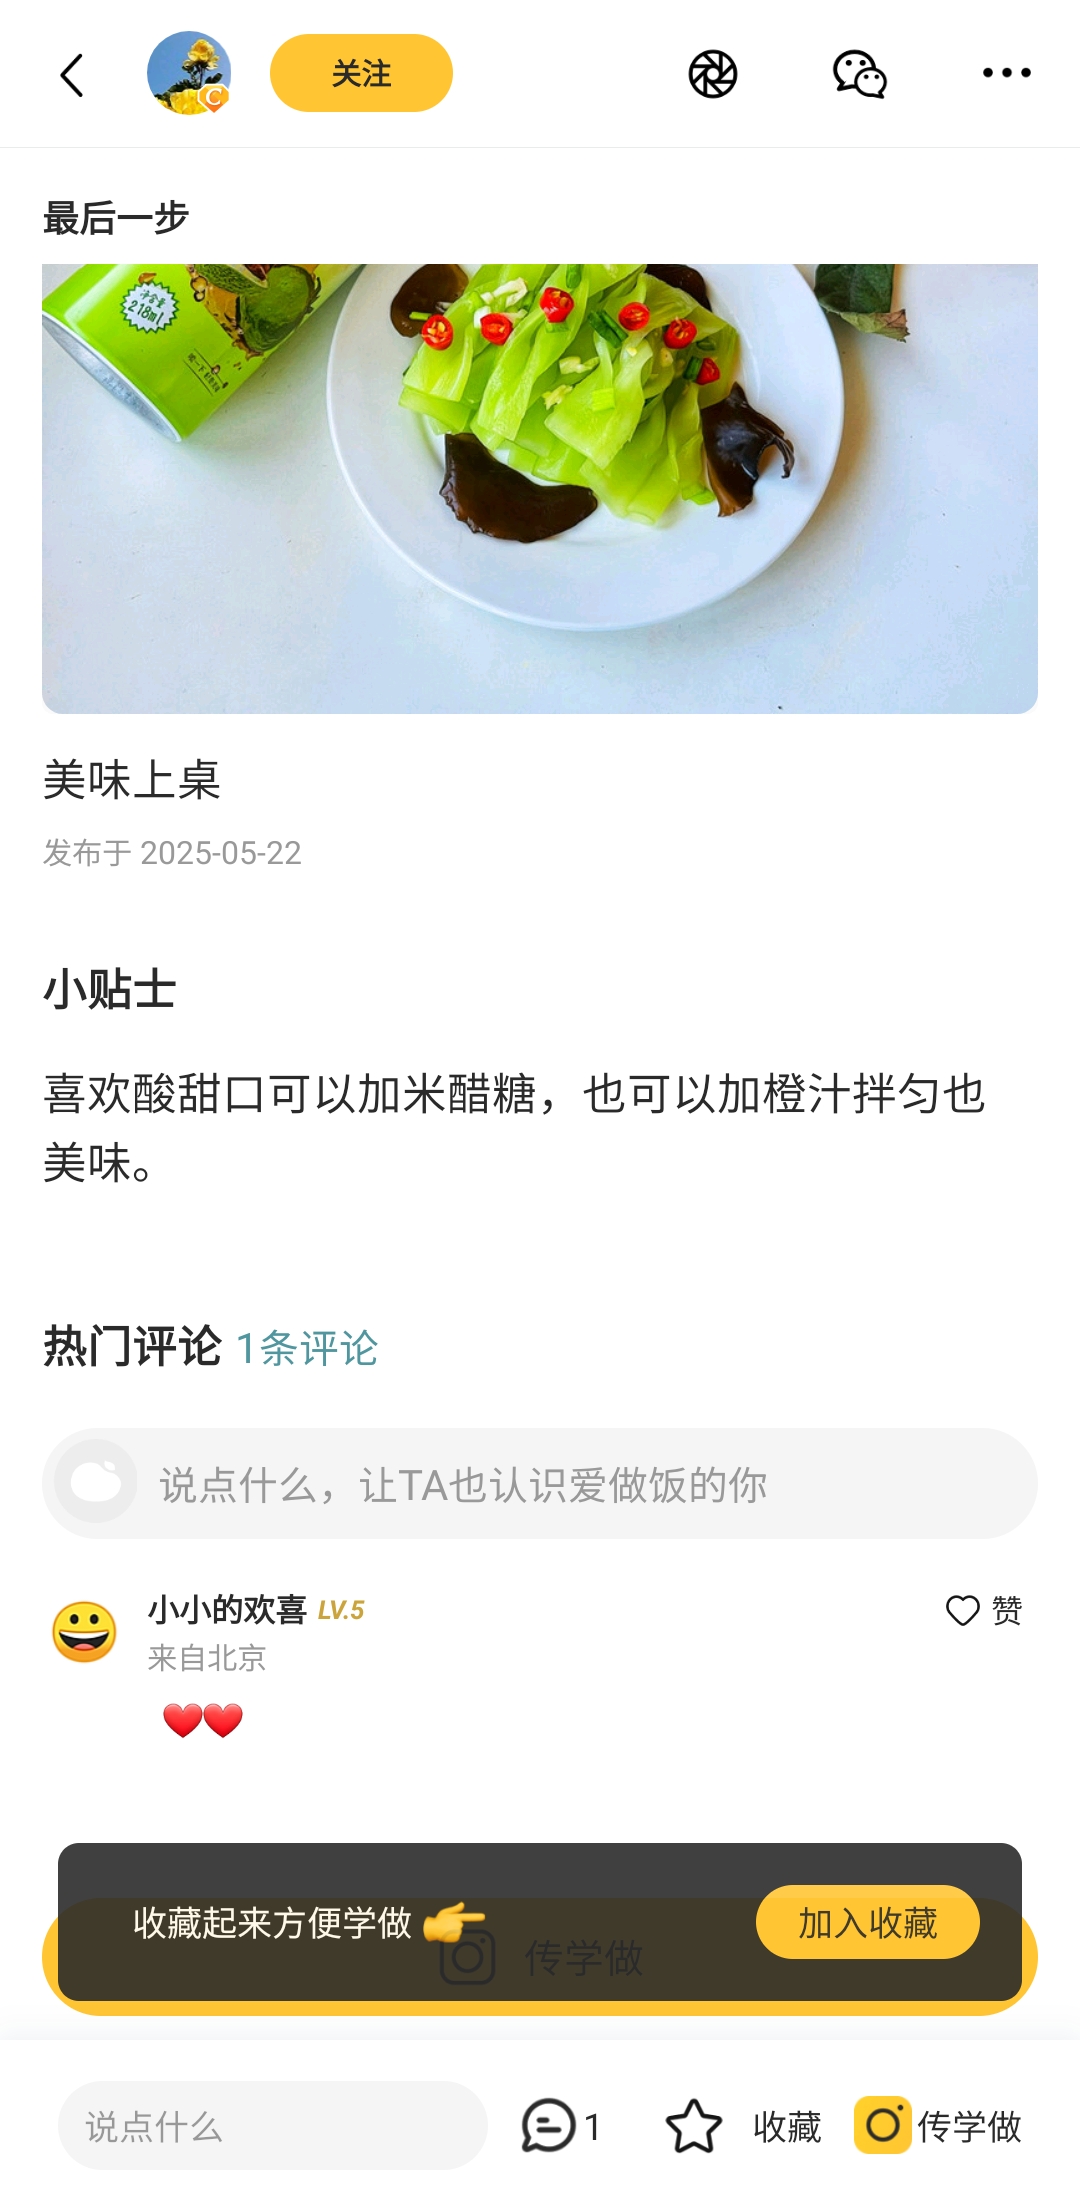 关注
最后一步
净含量
218ml
美味上桌
发布于 2025-05-22
小贴士
喜欢酸甜口可以加米醋糖，也可以加橙汁拌匀也
美味。
热门评论 1条评论
说点什么，让TA也认识爱做饭的你
小小的欢喜 LV.5
赞
来自北京
❤️❤️
收藏起来方便学做 👉
加入收藏
传学做
说点什么
1
收藏
传学做